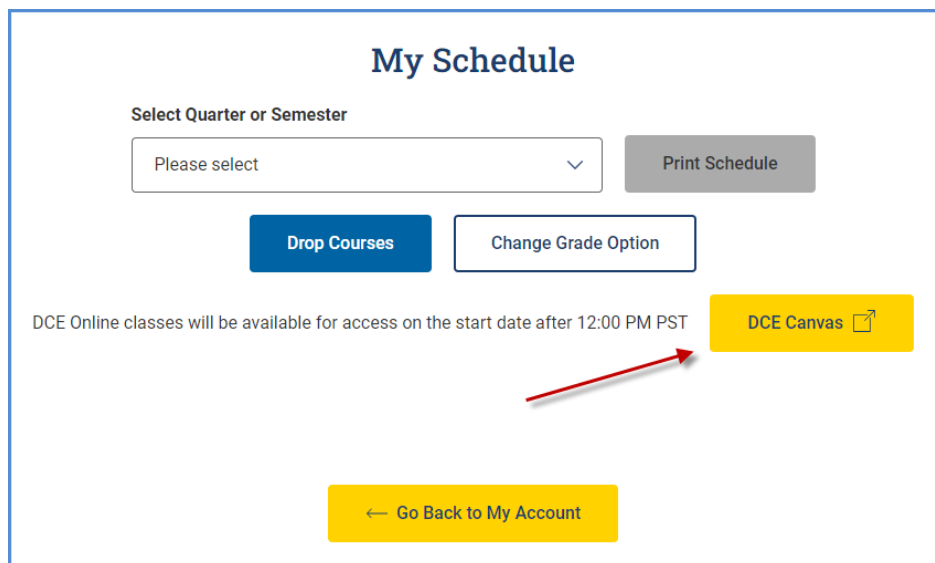 My Schedule
Select Quarter or Semester
Please select
Print Schedule
Drop Courses
Change Grade Option
DCE Online classes will be available for access on the start date after 12:00 PM PST
DCE Canvas
← Go Back to My Account